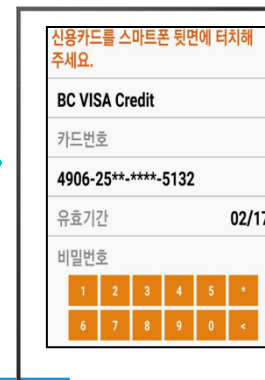 신용카드를 스마트폰 뒷면에 터치해
주세요.
BC VISA Credit
카드번호
4906-25**-****-5132
유효기간 02/17
비밀번호
1 2 3 4 5 *
6 7 8 9 0 <